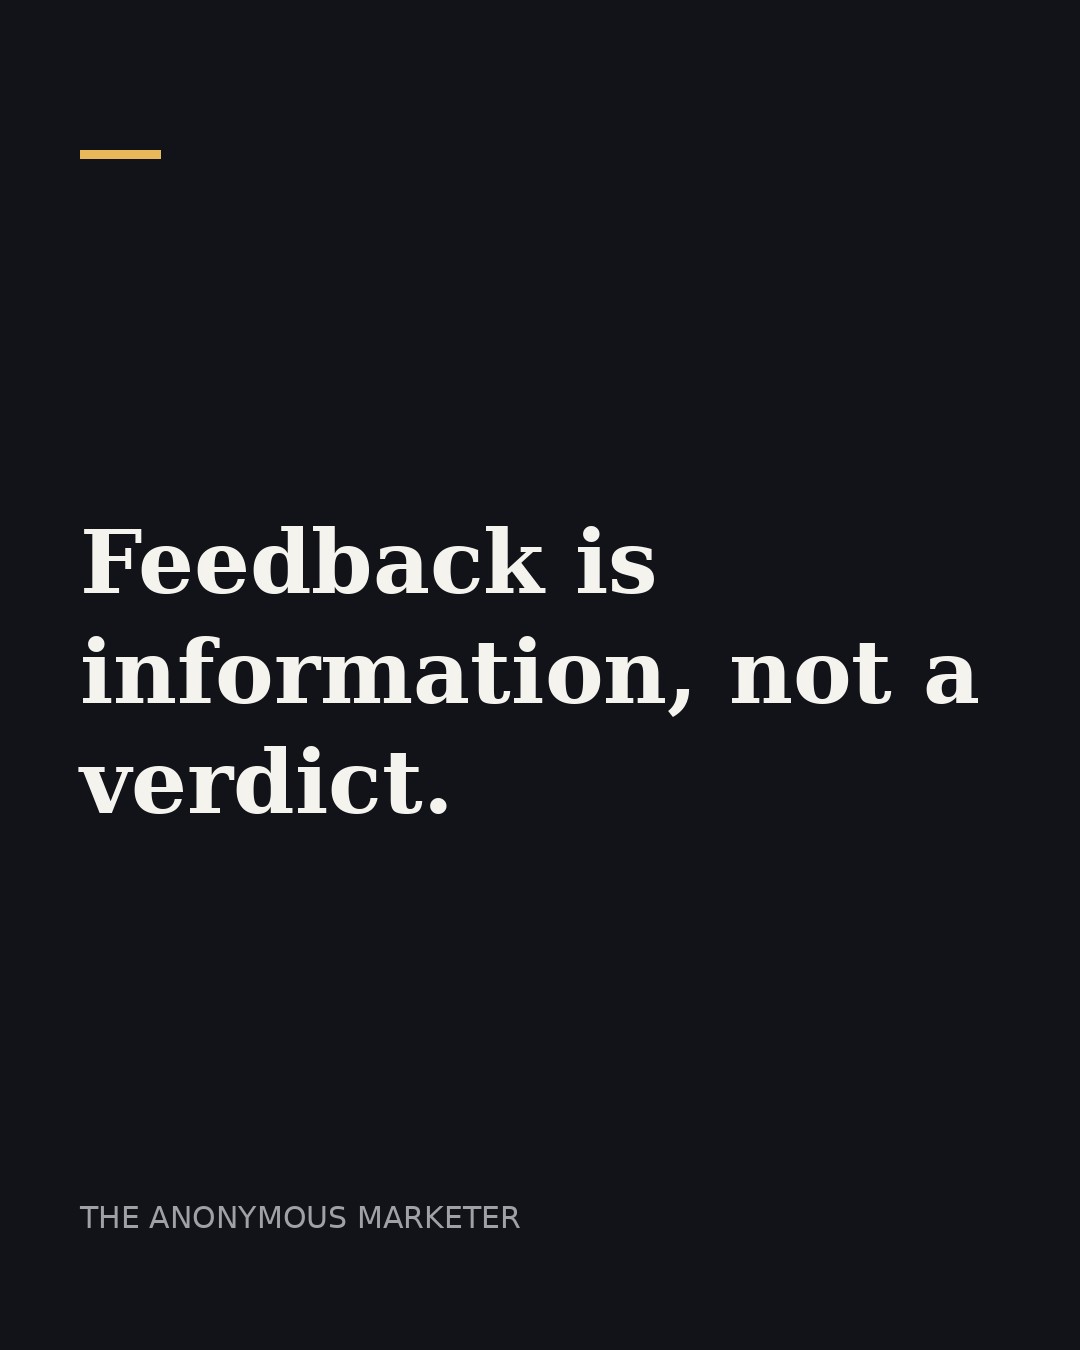 Feedback is
information, not a
verdict.
THE ANONYMOUS MARKETER